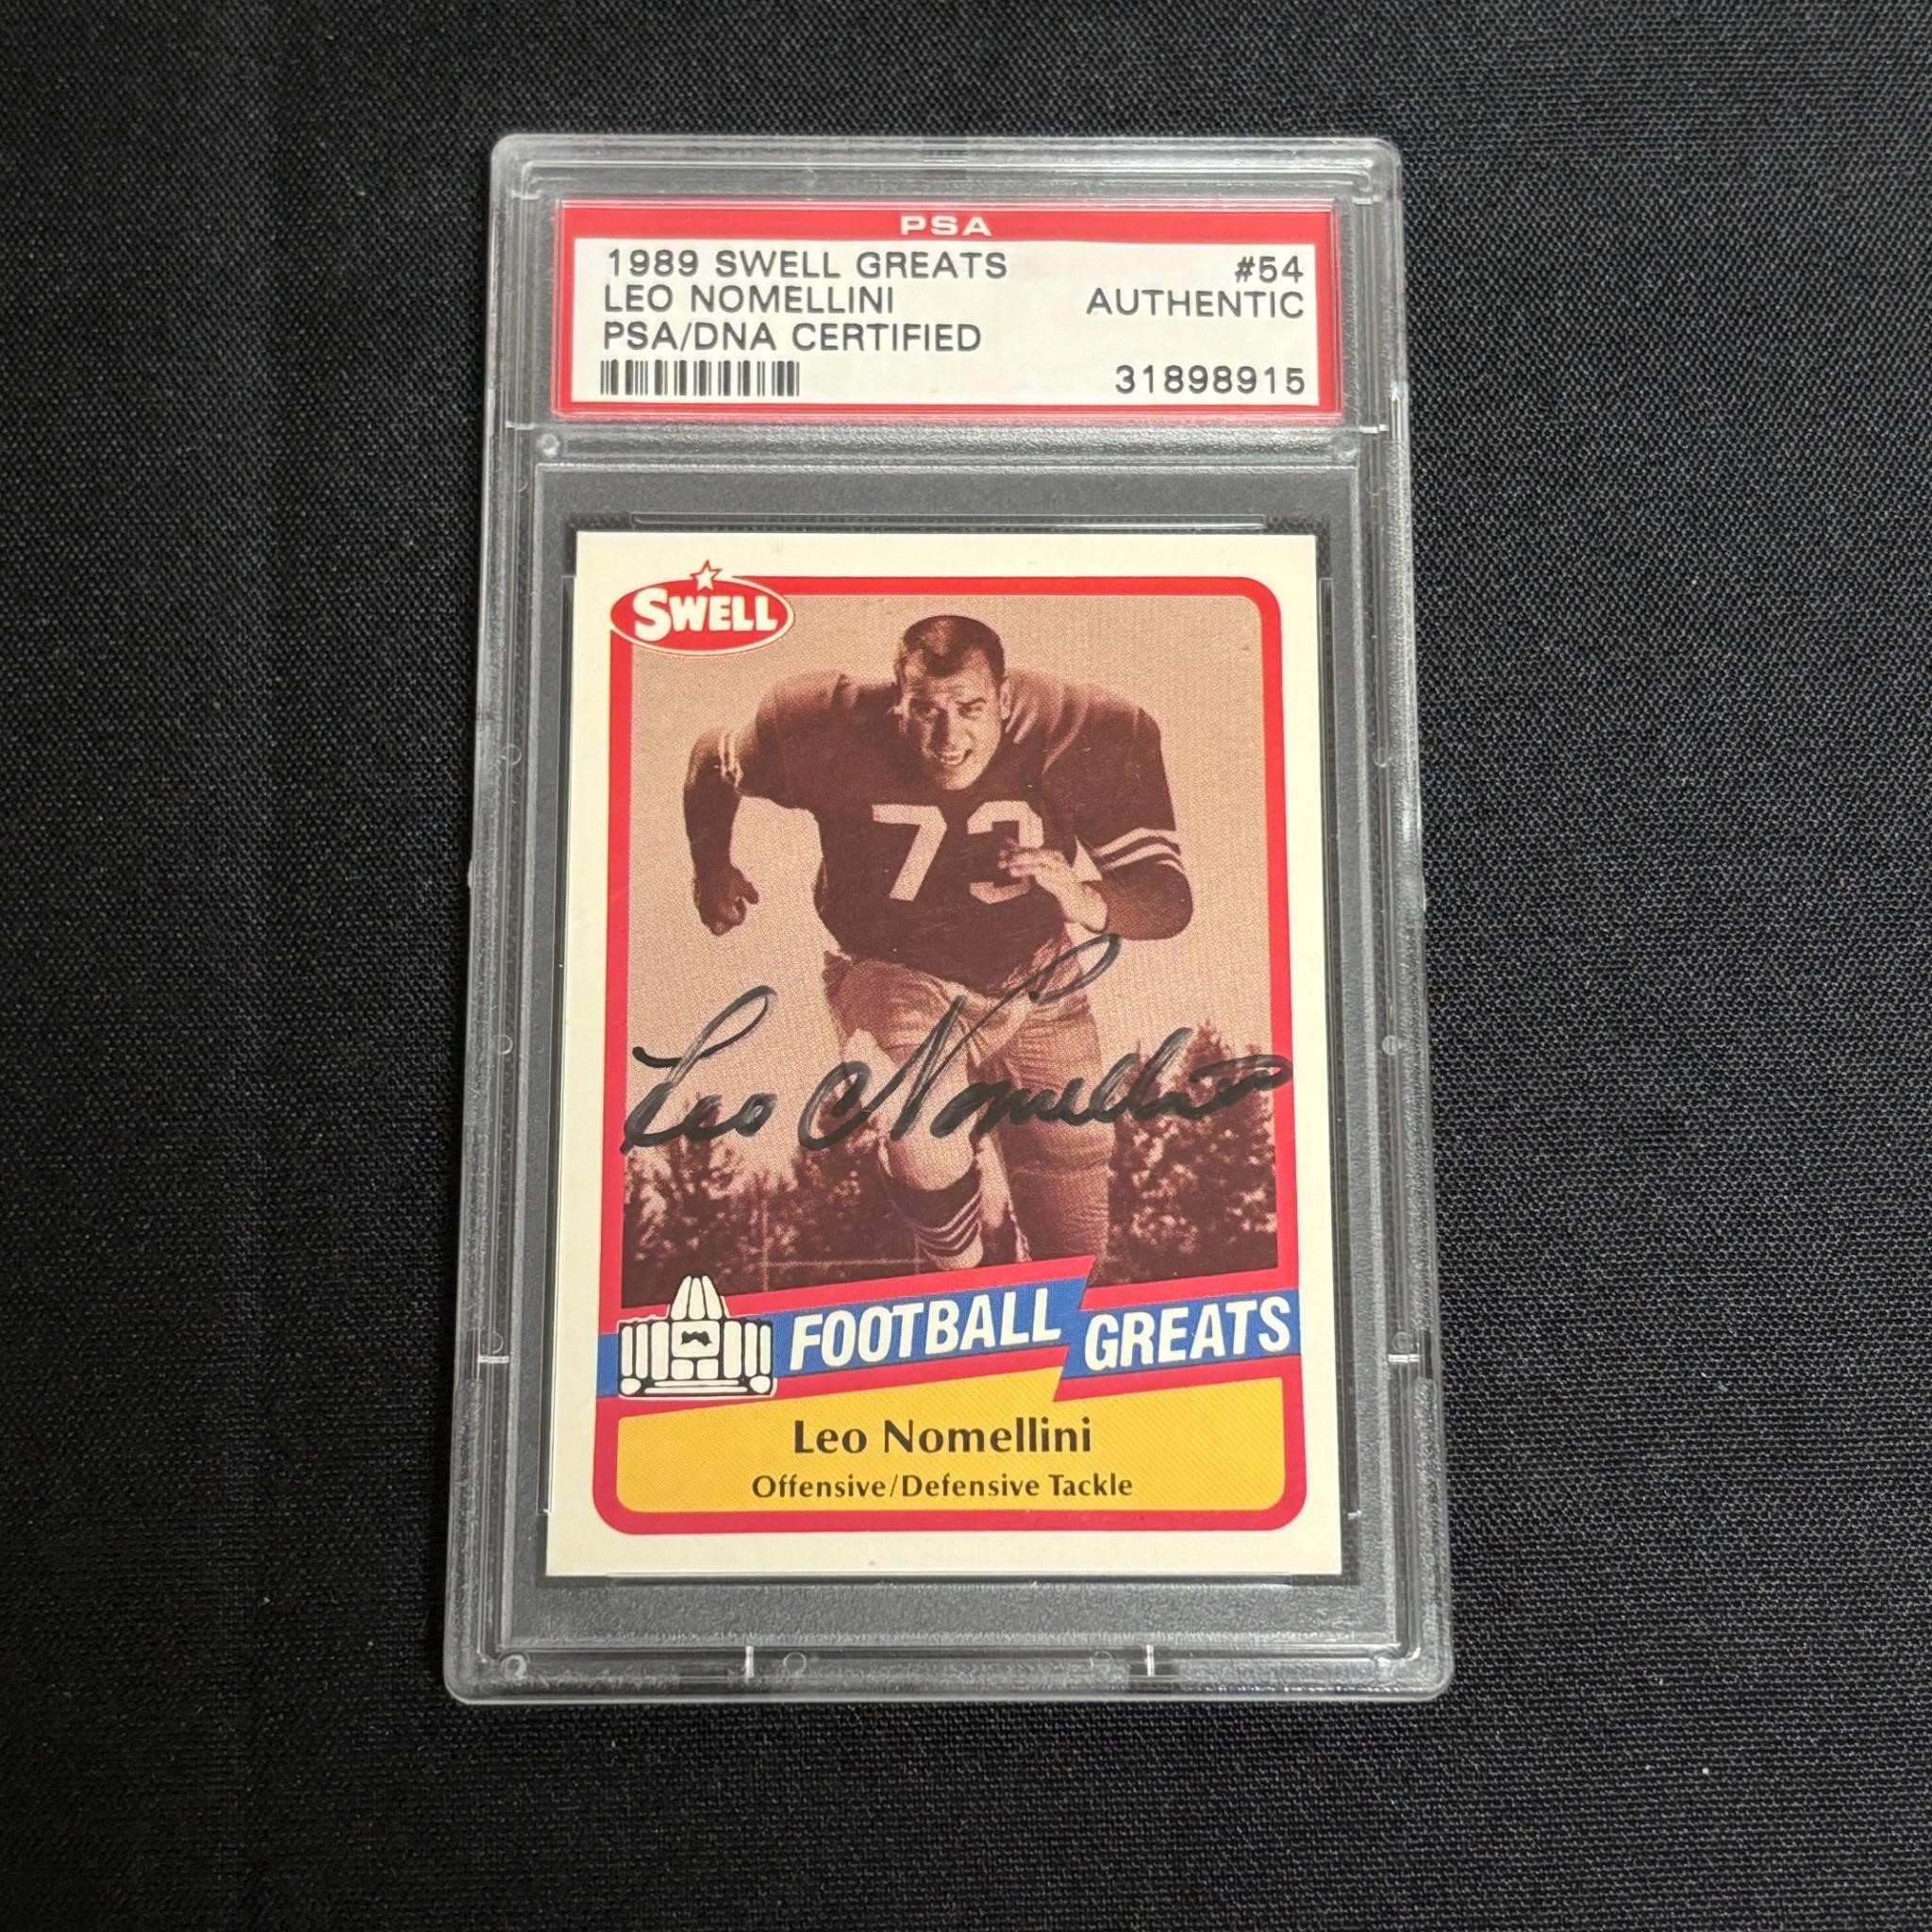 PSA
1989 SWELL GREATS #54
LEO NOMELLINI AUTHENTIC
PSA/DNA CERTIFIED
31898915
SWELL
73
Leo Nomellini
FOOTBALL GREATS
Leo Nomellini
Offensive/Defensive Tackle